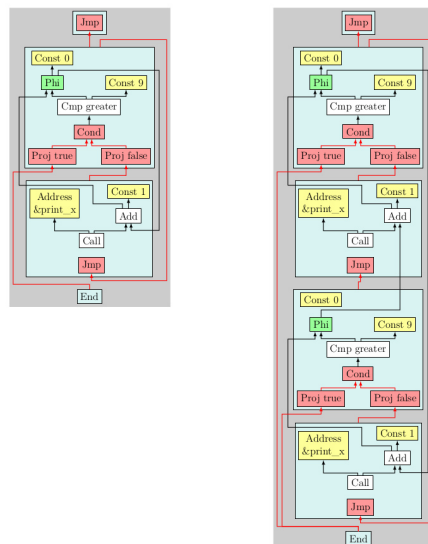 Jmp
Const 0
Phi
Const 9
Cmp greater
Cond
Proj true
Proj false
Address
&print_x
Const 1
Add
Call
Jmp
End
Jmp
Const 0
Phi
Const 9
Cmp greater
Cond
Proj true
Proj false
Address
&print_x
Const 1
Add
Call
Jmp
Const 0
Phi
Const 9
Cmp greater
Cond
Proj true
Proj false
Address
&print_x
Const 1
Add
Call
Jmp
End